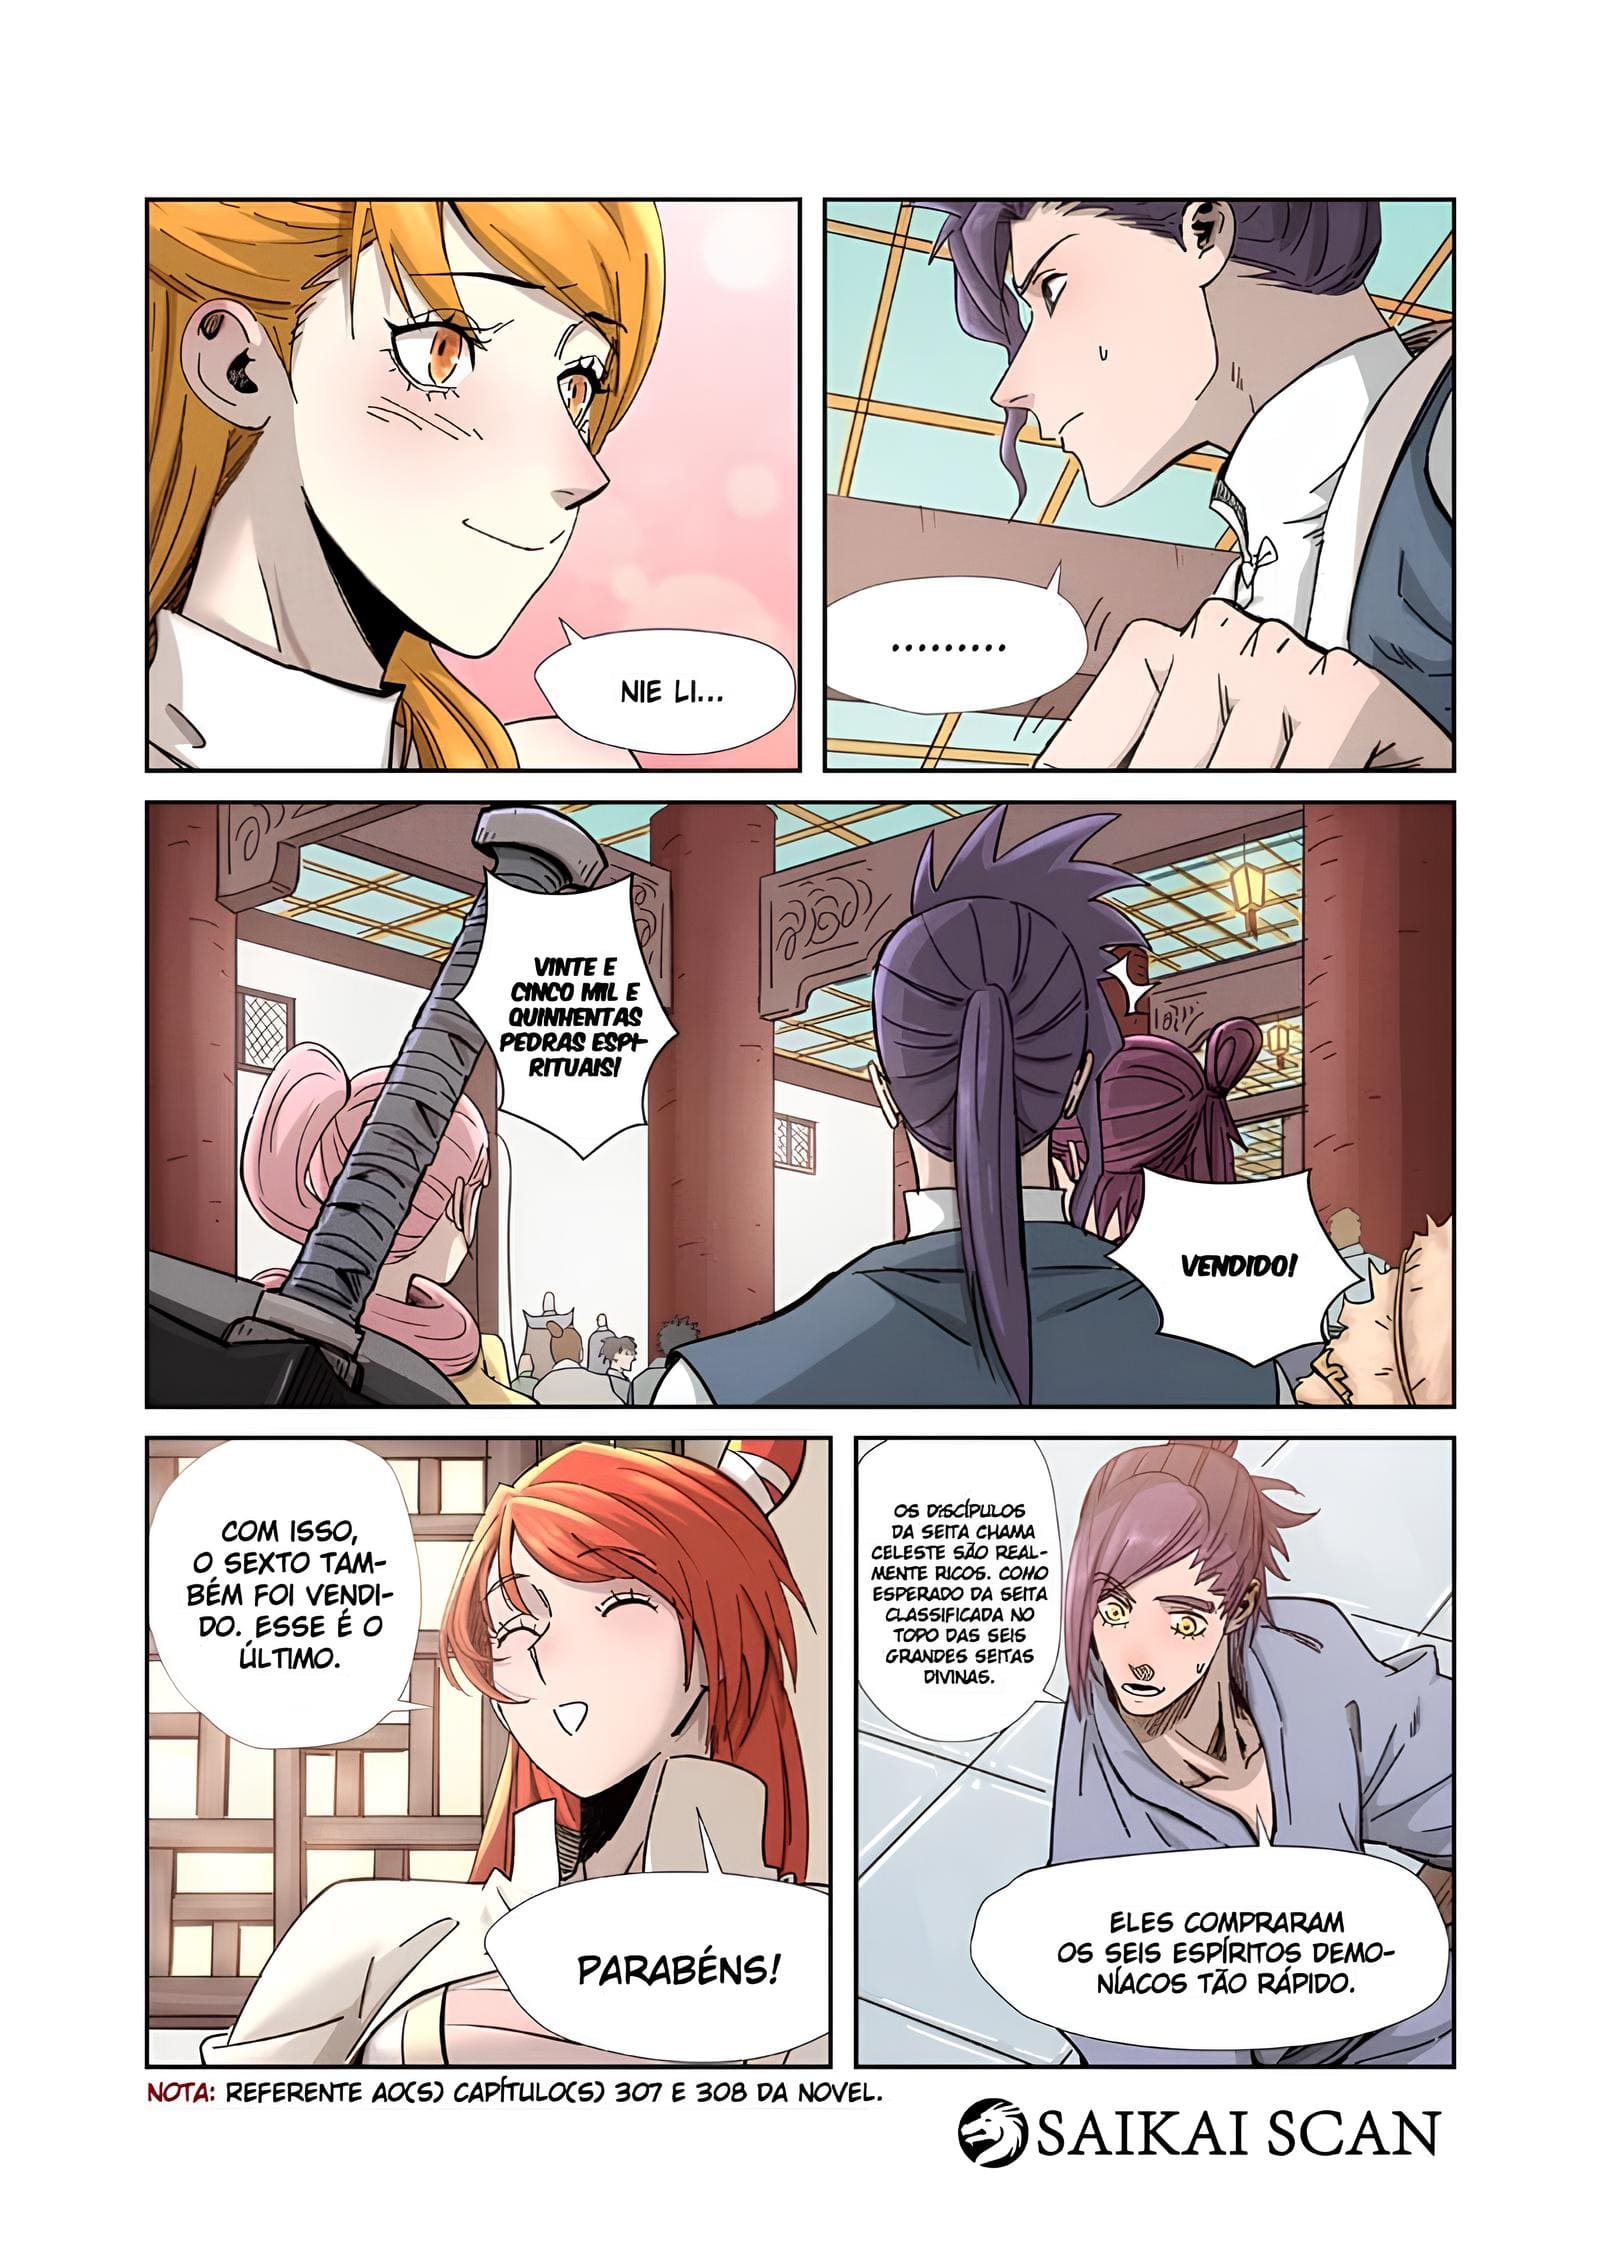 NIE LI...
.........
VINTE E
CINCO MIL E
QUINHENTAS
PEDRAS ESPI-
RITUAIS!
VENDIDO!
COM ISSO,
O SEXTO TAM-
BÉM FOI VENDI-
DO. ESSE É O
ÚLTIMO.
PARABÉNS!
OS DISCÍPULOS
DA SEITA CHAMA
CELESTE SÃO REAL-
MENTE RICOS. COMO
ESPERADO DA SEITA
CLASSIFICADA NO
TOPO DAS SEIS
GRANDES SEITAS
DIVINAS.
ELES COMPRARAM
OS SEIS ESPÍRITOS DEMO-
NÍACOS TÃO RÁPIDO.
NOTA: REFERENTE AO(S) CAPÍTULO(S) 307 E 308 DA NOVEL.
SAIKAI SCAN